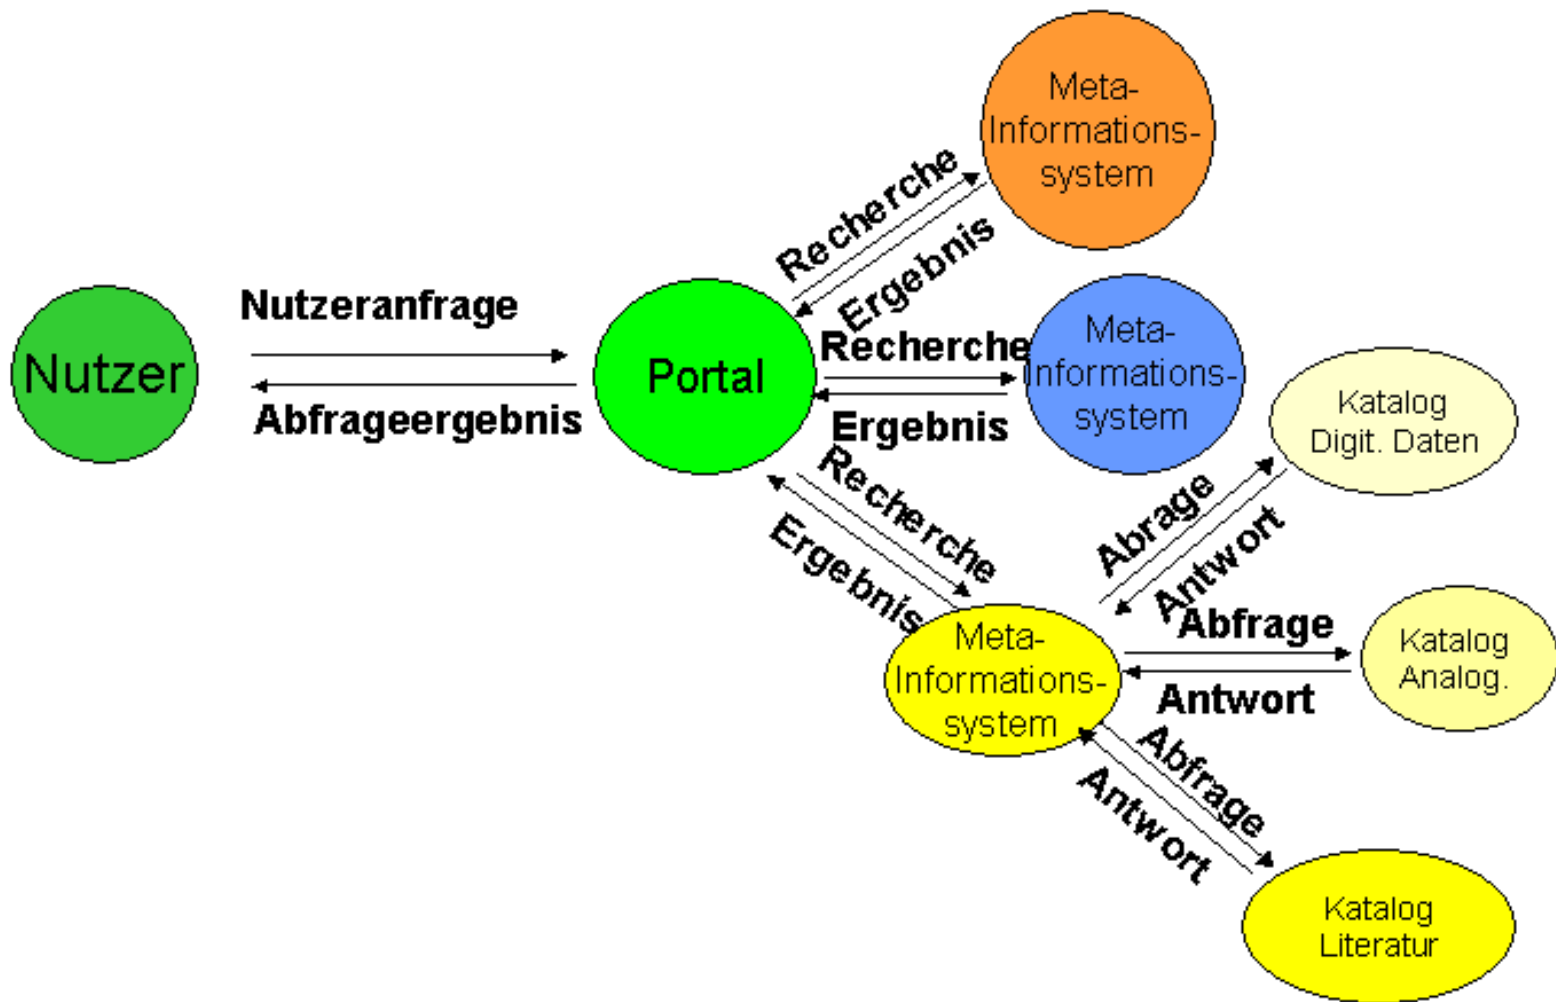 Nutzer
Nutzeranfrage
Abfrageergebnis
Portal
Recherche
Ergebnis
Meta-
Informations-
system
Recherche
Ergebnis
Meta-
Informations-
system
Recherche
Ergebnis
Meta-
Informations-
system
Abrage
Antwort
Katalog
Digit. Daten
Abfrage
Antwort
Katalog
Analog.
Abfrage
Antwort
Katalog
Literatur